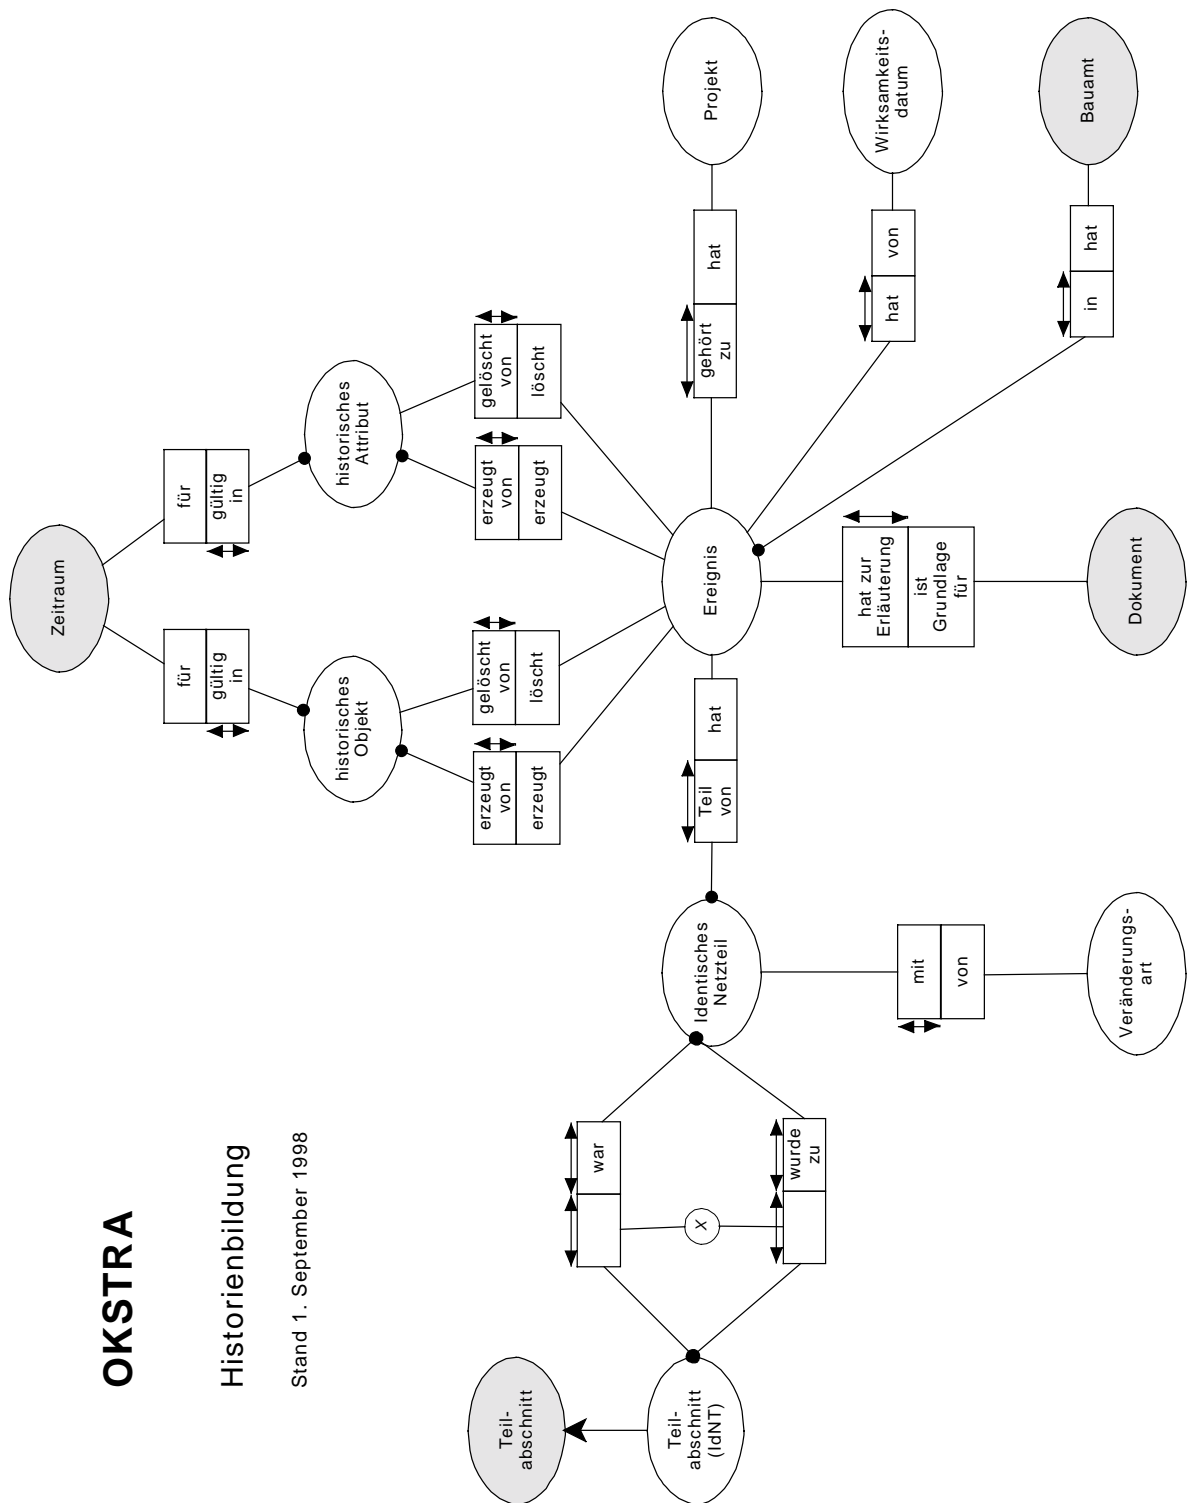 OKSTRA
Historienbildung
Stand 1. September 1998
Zeitraum
für
gültig
in
für
gültig
in
historisches
Objekt
historisches
Attribut
erzeugt
von
erzeugt
gelöscht
von
löscht
erzeugt
von
erzeugt
gelöscht
von
löscht
Teil-
abschnitt
Teil-
abschnitt
(IdNT)
war
X
wurde
zu
Identisches
Netzteil
Teil
von
hat
Ereignis
gehört
zu
hat
Projekt
hat
von
Wirksamkeits-
datum
in
hat
Bauamt
mit
von
Veränderungs-
art
hat zur
Erläuterung
ist
Grundlage
für
Dokument